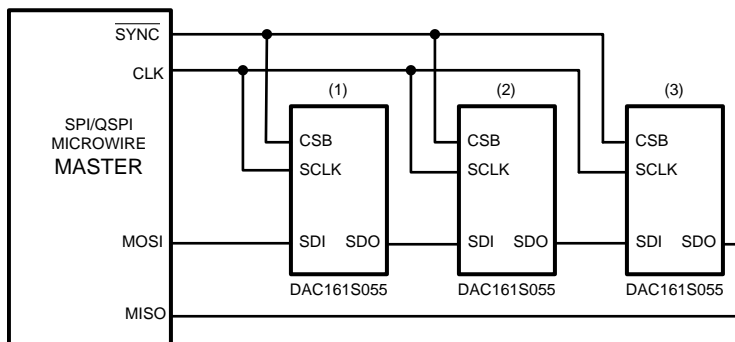 SYNC
CLK
(1)
(2)
(3)
SPI/QSPI
MICROWIRE
MASTER
CSB
CSB
CSB
SCLK
SCLK
SCLK
MOSI
SDI SDO
SDI SDO
SDI SDO
DAC161S055
DAC161S055
DAC161S055
MISO